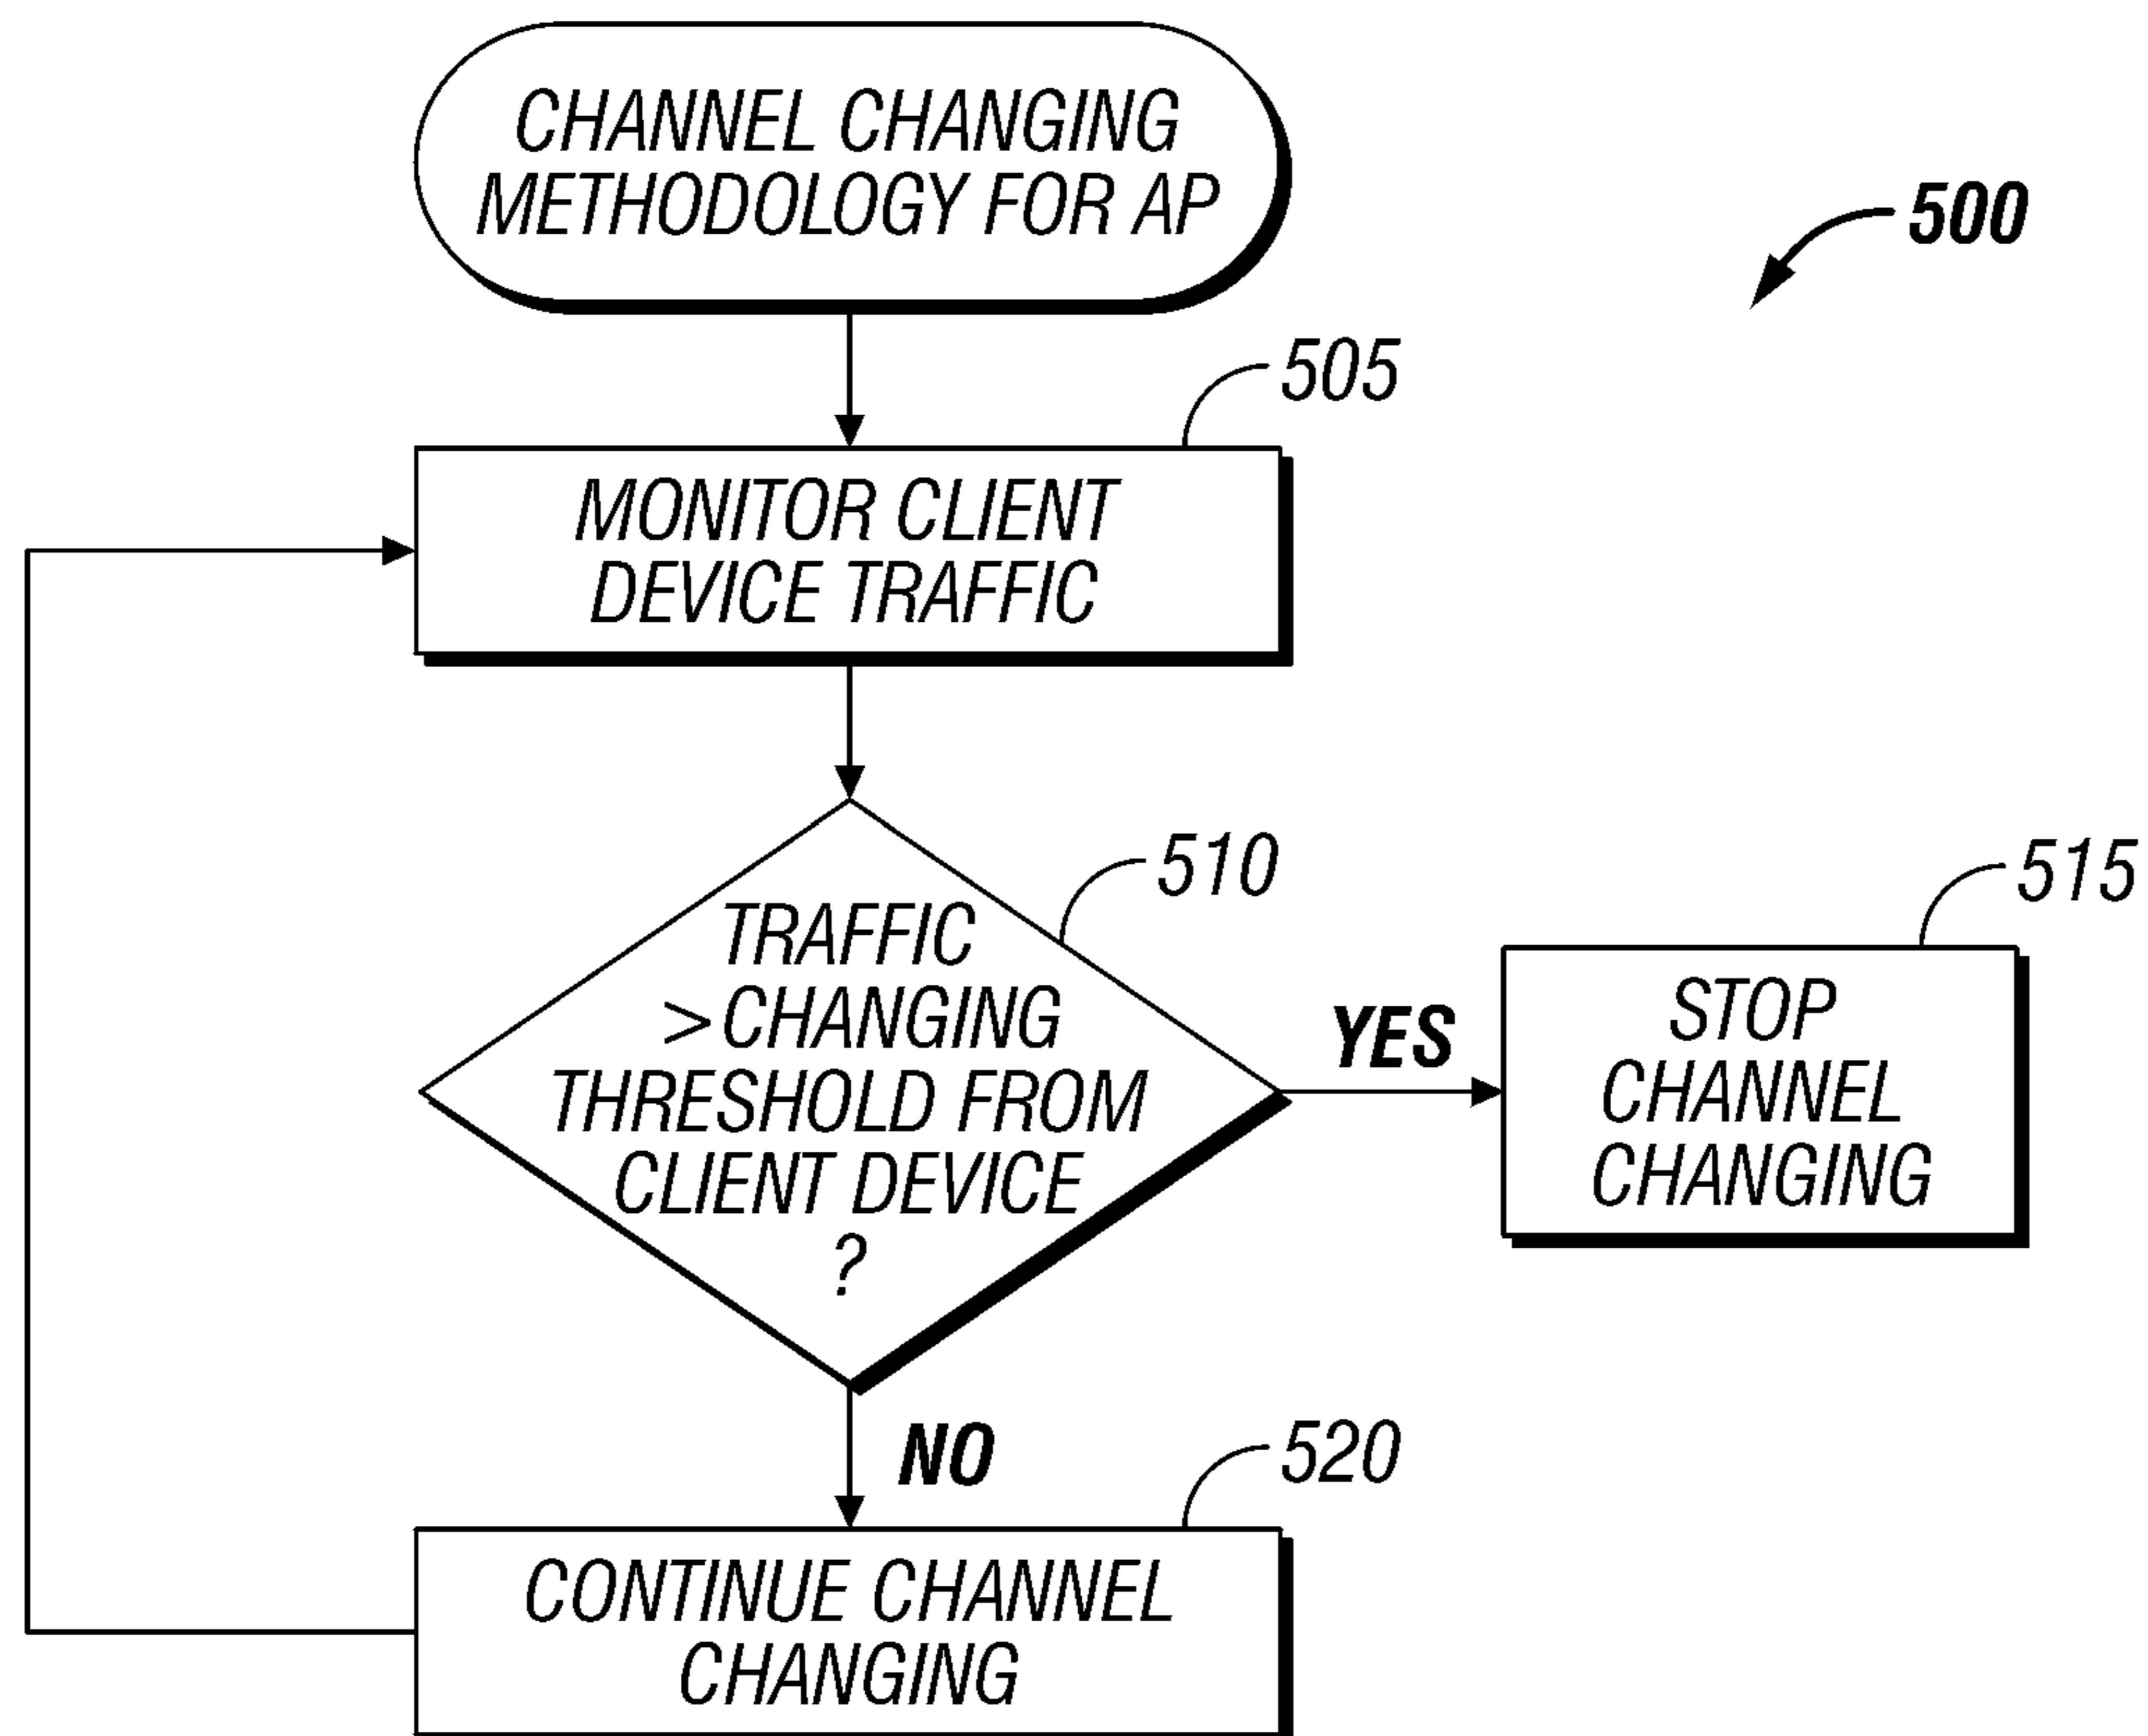 CHANNEL CHANGING
METHODOLOGY FOR AP
500
505
MONITOR CLIENT
DEVICE TRAFFIC
510
TRAFFIC
>CHANGING
THRESHOLD FROM
CLIENT DEVICE
?
YES
515
STOP
CHANNEL
CHANGING
NO
520
CONTINUE CHANNEL
CHANGING